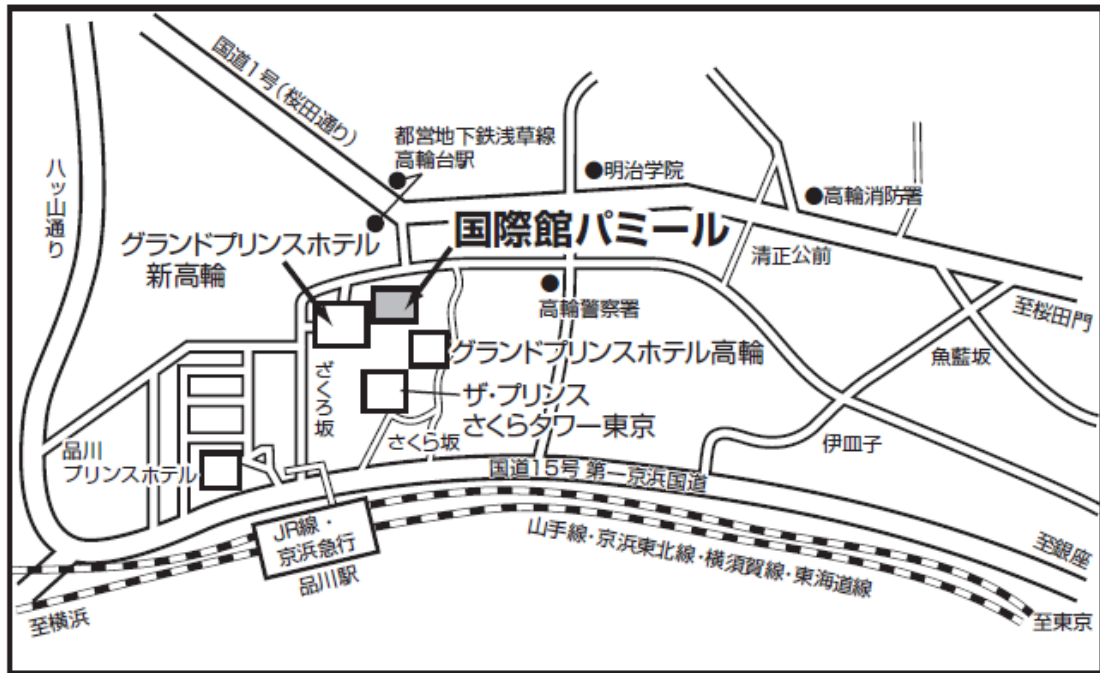 国道1号(桜田通り)
都営地下鉄浅草線
高輪台駅
●明治学院
●高輪消防署
八ッ山通り
グランドプリンスホテル
新高輪
国際館パミール
清正公前
高輪警察署
至桜田門
グランドプリンスホテル高輪
魚藍坂
ざくろ坂
ザ・プリンス
さくらタワー東京
さくら坂
伊皿子
品川
プリンスホテル
国道15号 第一京浜国道
JR線・
京浜急行
品川駅
山手線・京浜東北線・横須賀線・東海道線
至銀座
至横浜
至東京